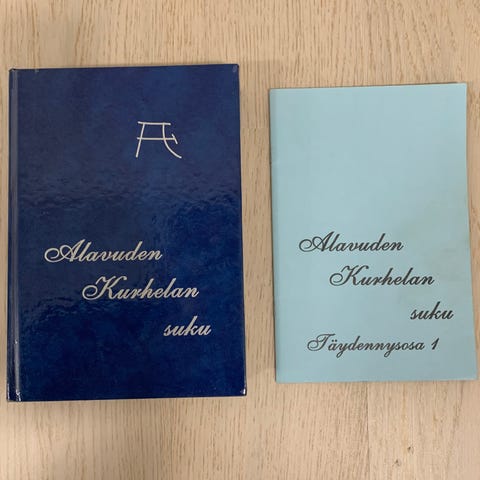 Alavuden
Kurhelan
suku
Alavuden
Kurhelan
suku
Täydennysosa 1